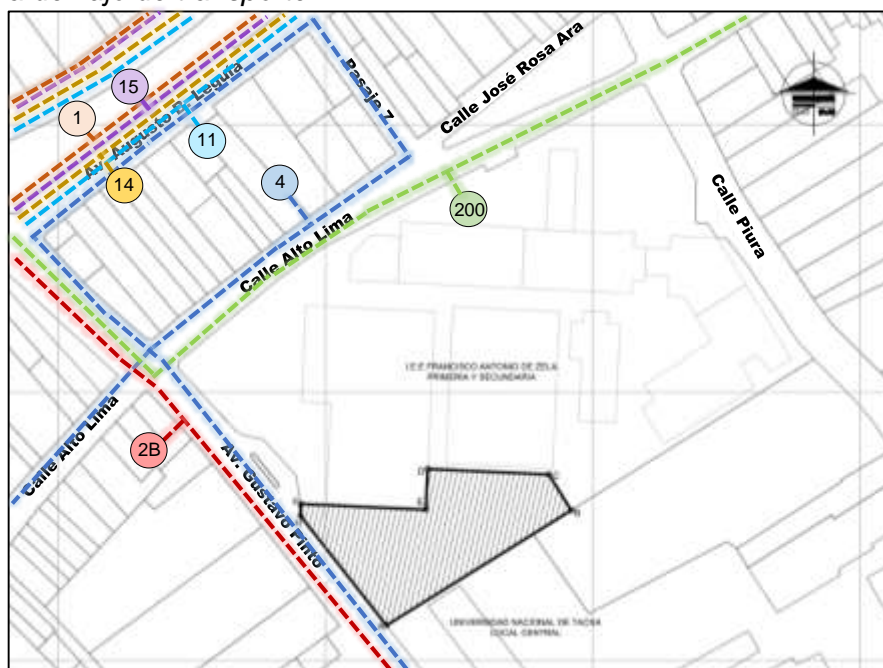 Calle José Rosa Ara
Pasaje 7
15
1
Av. Augusto B. Leguía
11
14
4
200
Calle Piura
Calle Alto Lima
I.E.E FRANCISCO ANTONIO DE ZELA
PRIMERIA Y SECUNDARIA
Calle Alto Lima
2B
Av. Gustavo Pinto
UNIVERSIDAD NACIONAL DE TACNA
LOCAL CENTRAL